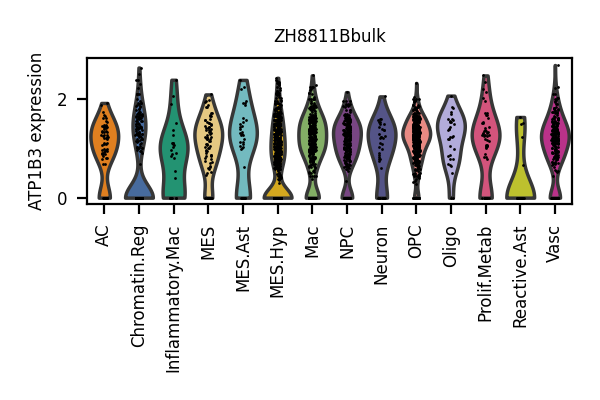 ZH8811Bbulk
ATP1B3 expression
2
0
AC
Chromatin.Reg
Inflammatory.Mac
MES
MES.Ast
MES.Hyp
Mac
NPC
Neuron
OPC
Oligo
Prolif.Metab
Reactive.Ast
Vasc